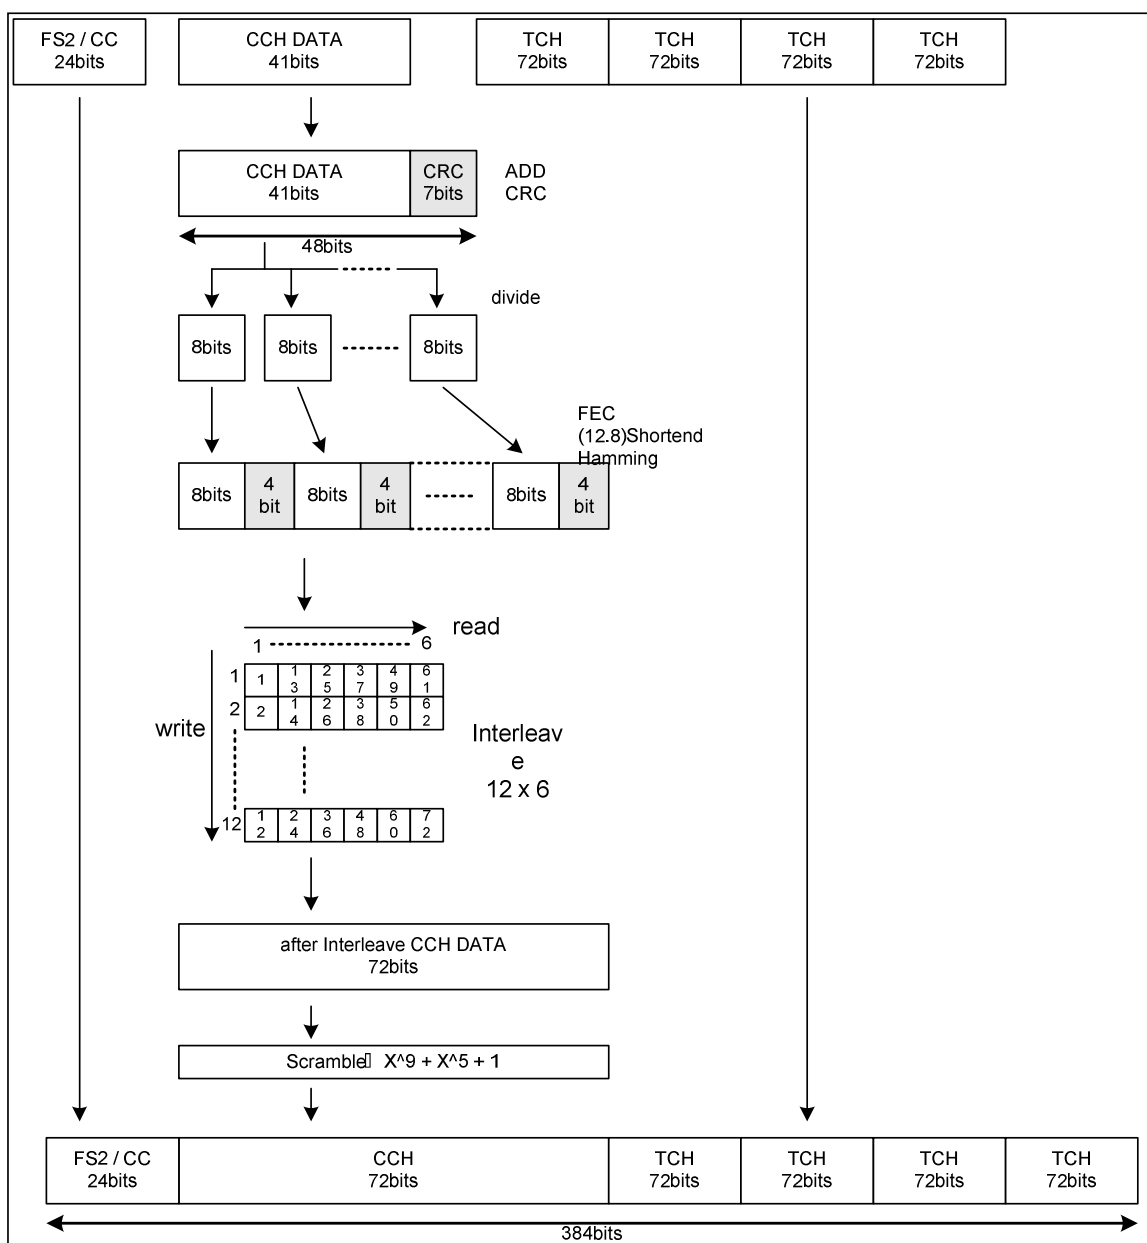 FS2 / CC
24bits
CCH DATA
41bits
TCH
72bits
TCH
72bits
TCH
72bits
TCH
72bits
CCH DATA
41bits
CRC
7bits
ADD
CRC
48bits
divide
8bits
8bits
8bits
FEC
(12.8)Shortend
Hamming
8bits
4
bit
8bits
4
bit
8bits
4
bit
read
1
6
1
1
13
25
37
49
61
2
2
14
26
38
50
62
write
Interleav
e
12 x 6
12
12
24
36
48
60
72
after Interleave CCH DATA
72bits
Scramble X^9 + X^5 + 1
FS2 / CC
24bits
CCH
72bits
TCH
72bits
TCH
72bits
TCH
72bits
TCH
72bits
384bits